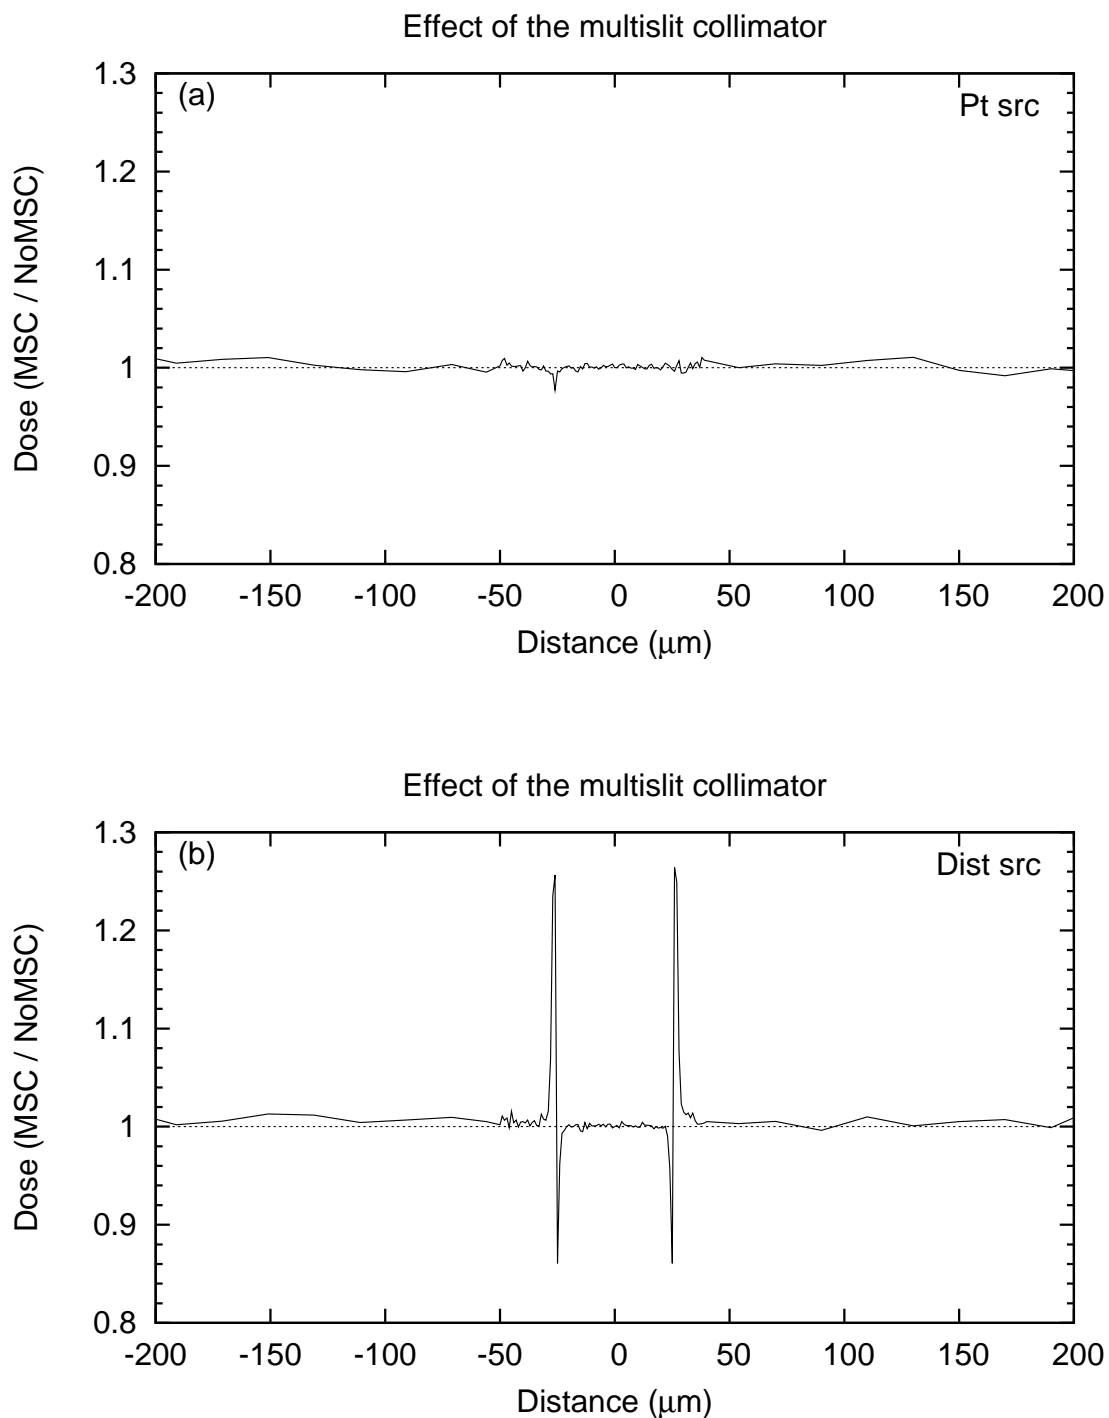 Effect of the multislit collimator
(a)
Pt src
1.3
1.2
1.1
1
0.9
0.8
Dose (MSC / NoMSC)
-200 -150 -100 -50 0 50 100 150 200
Distance (μm)
Effect of the multislit collimator
(b)
Dist src
1.3
1.2
1.1
1
0.9
0.8
Dose (MSC / NoMSC)
-200 -150 -100 -50 0 50 100 150 200
Distance (μm)